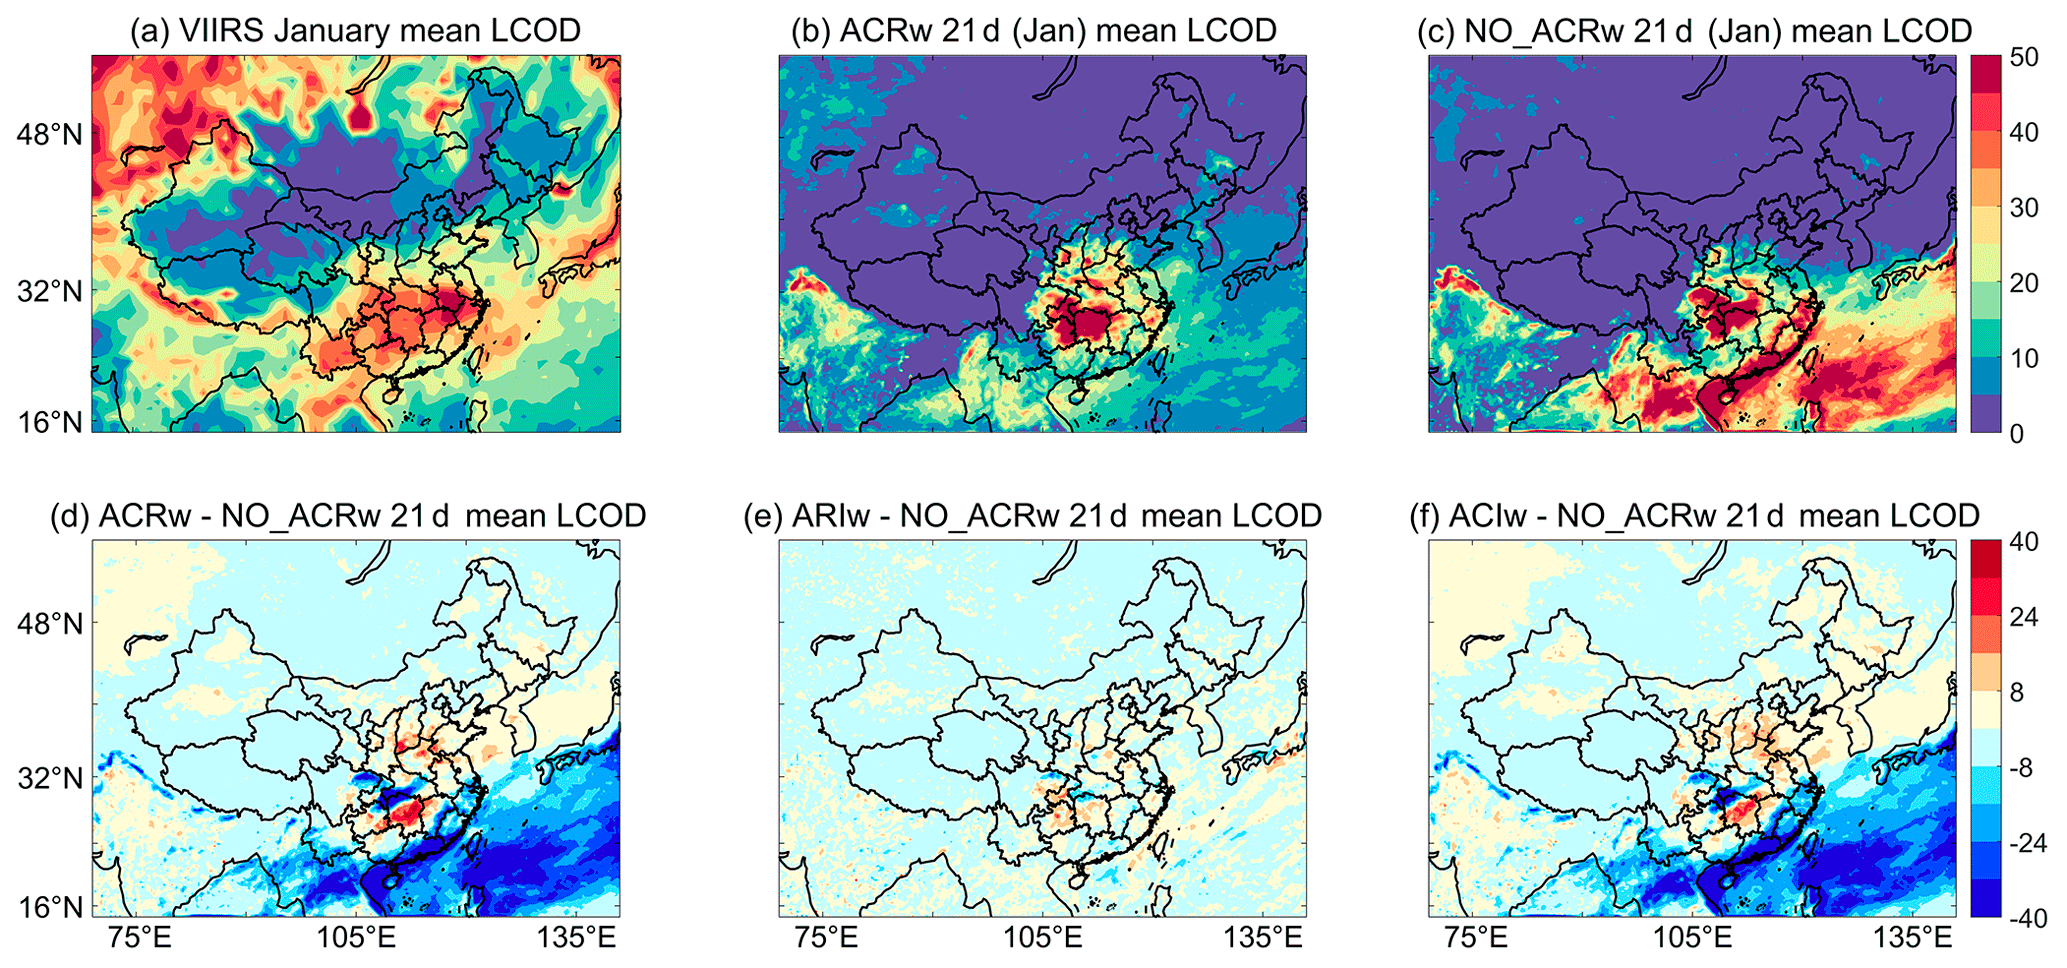 (a) VIIRS January mean LCOD
(b) ACRw 21 d (Jan) mean LCOD
(c) NO_ACRw 21 d (Jan) mean LCOD
48°N
32°N
16°N
50
40
30
20
10
0
(d) ACRw - NO_ACRw 21 d mean LCOD
(e) ARIw - NO_ACRw 21 d mean LCOD
(f) ACIw - NO_ACRw 21 d mean LCOD
48°N
32°N
16°N
40
24
8
-8
-24
-40
75°E 105°E 135°E
75°E 105°E 135°E
75°E 105°E 135°E